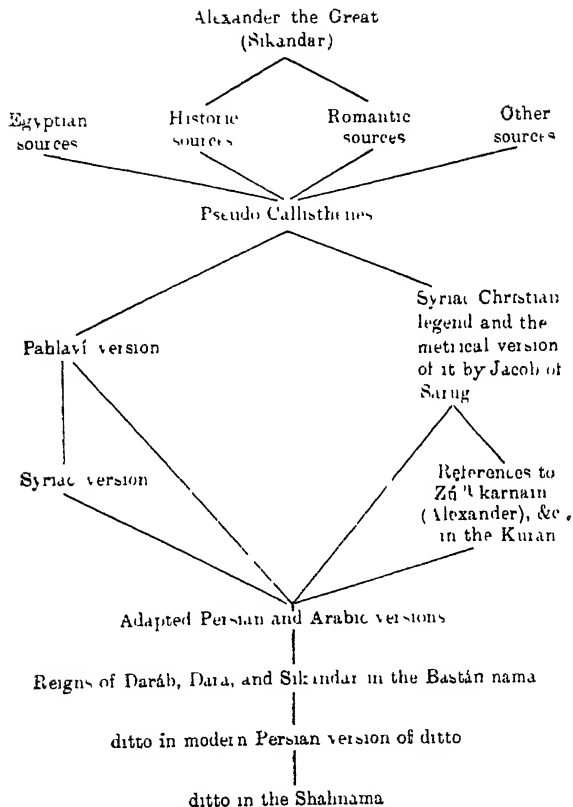 Alexander the Great
(Sikandar)
Egyptian
sources
Historic
sources
Romantic
sources
Other
sources
Pseudo Callisthenes
Pahlaví version
Syriac Christian
legend and the
metrical version
of it by Jacob of
Sarug
Syriac version
References to
Zú'l karnain
(Alexander), &c.
in the Kuran
Adapted Persian and Arabic versions
Reigns of Daráb, Dara, and Sikandar in the Bastán nama
ditto in modern Persian version of ditto
ditto in the Shahnama